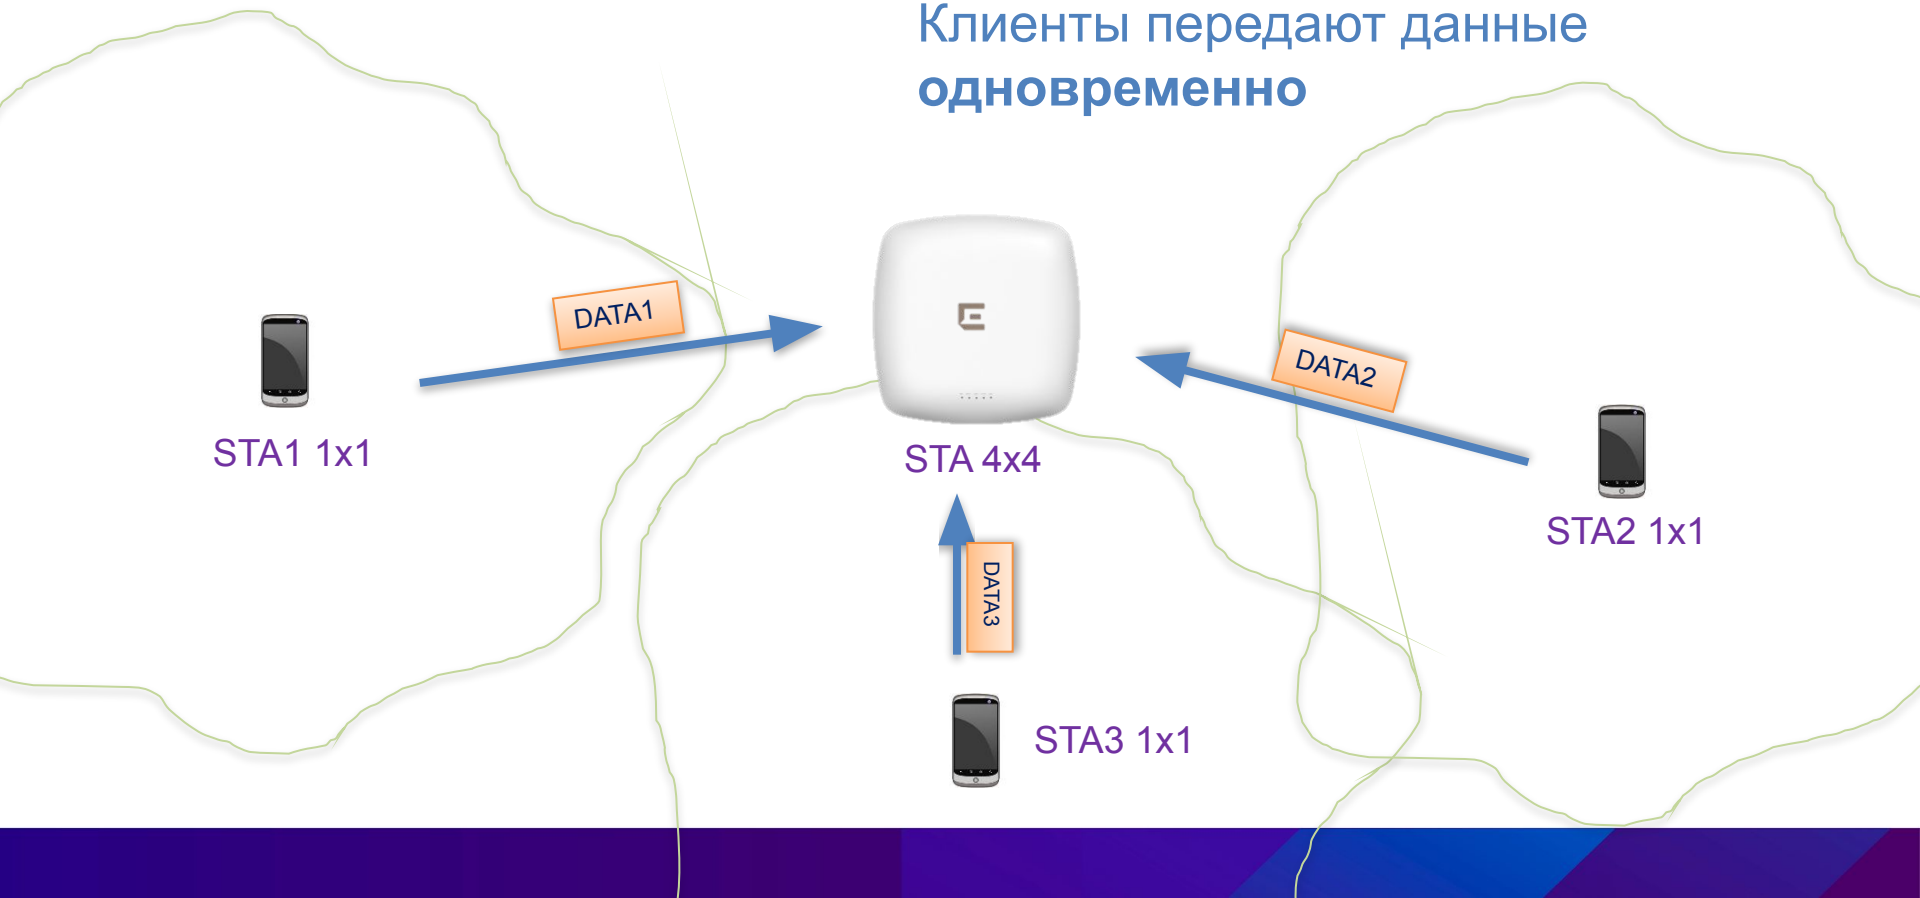 Клиенты передают данные
одновременно
DATA1
DATA2
STA1 1x1
STA 4x4
STA2 1x1
DATA3
STA3 1x1